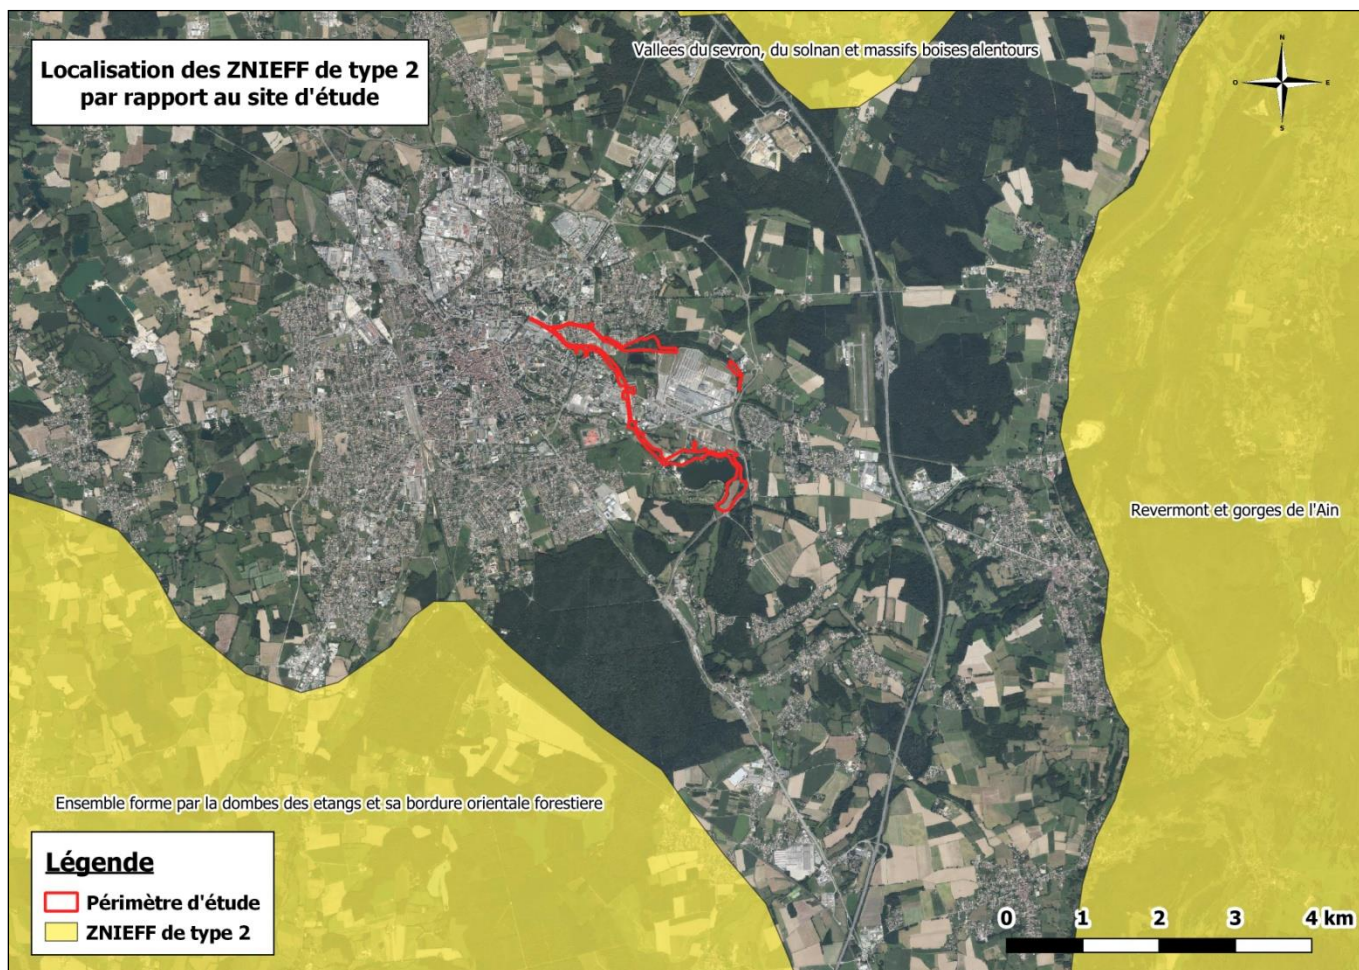 Localisation des ZNIEFF de type 2
par rapport au site d'étude
Vallees du sevron, du solnan et massifs boises alentours
N
O
E
S
Revermont et gorges de l'Ain
Ensemble forme par la dombes des etangs et sa bordure orientale forestiere
Légende
Périmètre d'étude
ZNIEFF de type 2
0 1 2 3 4 km